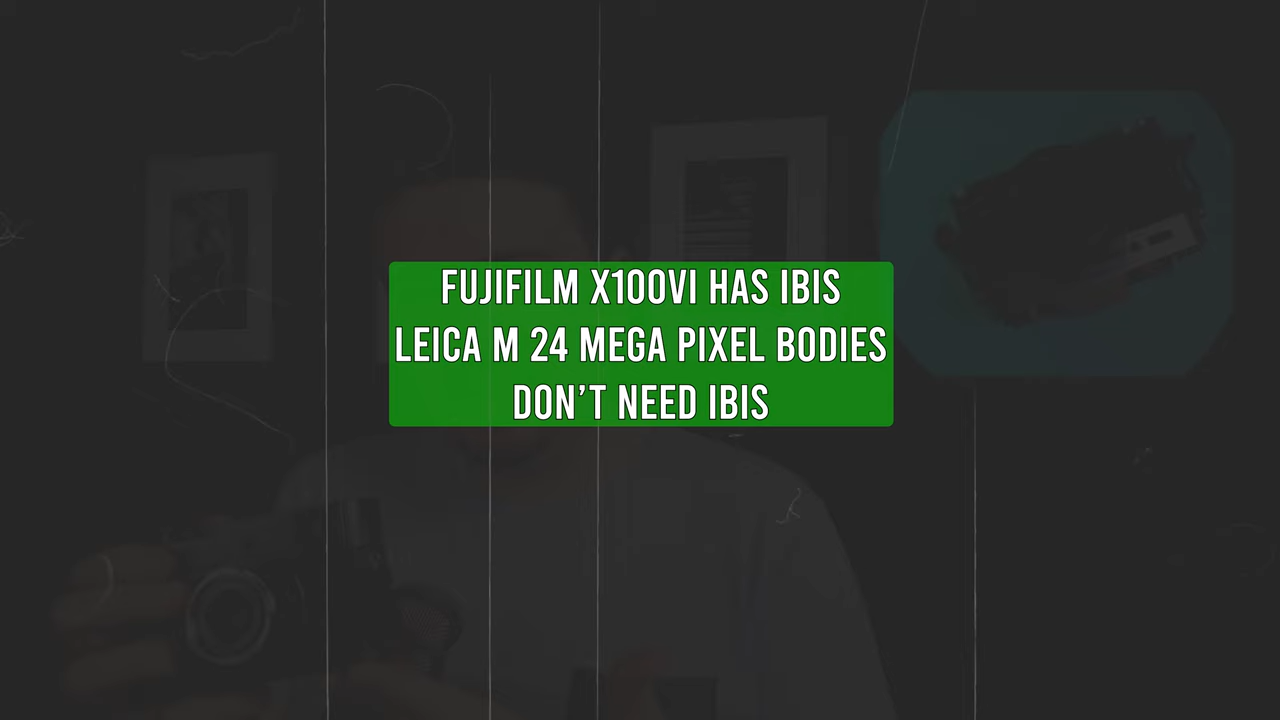 FUJIFILM X100VI HAS IBIS
LEICA M 24 MEGA PIXEL BODIES
DON’T NEED IBIS